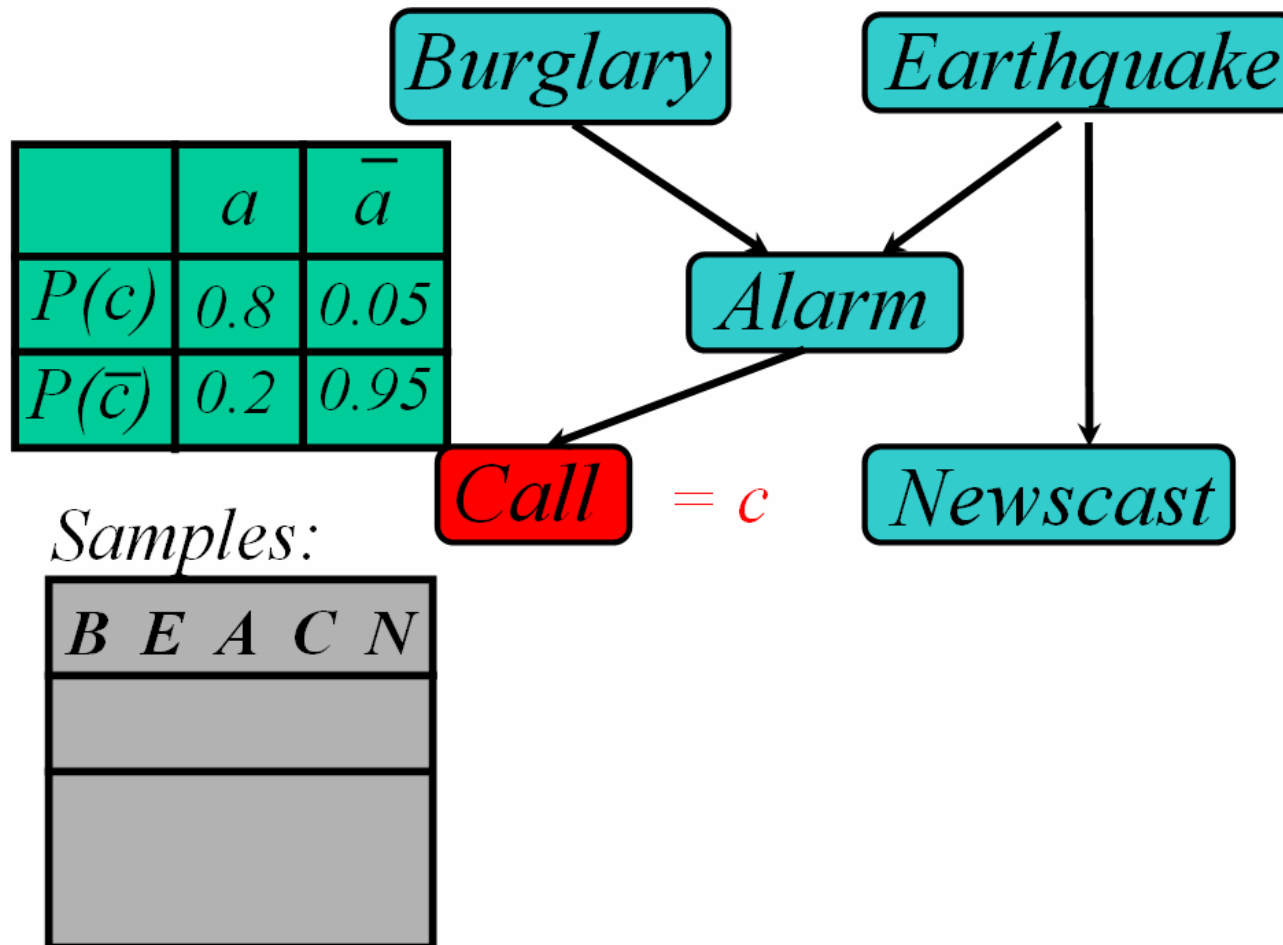 Burglary
Earthquake
a a̅
P(c) 0.8 0.05
P(c̅) 0.2 0.95
Alarm
Call = c
Newscast
Samples:
B E A C N